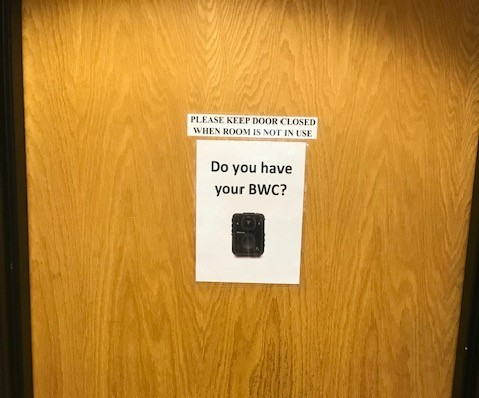 PLEASE KEEP DOOR CLOSED
WHEN ROOM IS NOT IN USE
Do you have
your BWC?